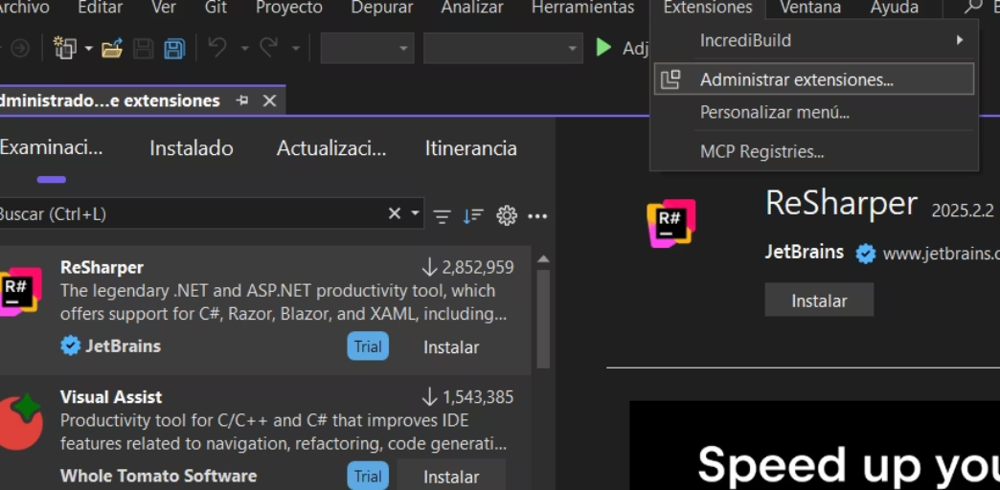 Archivo Editar Ver Git Proyecto Depurar Analizar Herramientas Extensiones Ventana Ayuda
Adj
IncrediBuild
Administrar extensiones...
Personalizar menú...
MCP Registries...
dministrado...e extensiones
Examinaci... Instalado Actualizaci... Itinerancia
Buscar (Ctrl+L)
R#
ReSharper 2,852,959
The legendary .NET and ASP.NET productivity tool, which
offers support for C#, Razor, Blazor, and XAML, including...
JetBrains Trial Instalar
Visual Assist 1,543,385
Productivity tool for C/C++ and C# that improves IDE
features related to navigation, refactoring, code generati...
Whole Tomato Software Trial Instalar
R#
ReSharper 2025.2.2
JetBrains www.jetbrains.c
Instalar
Speed up you